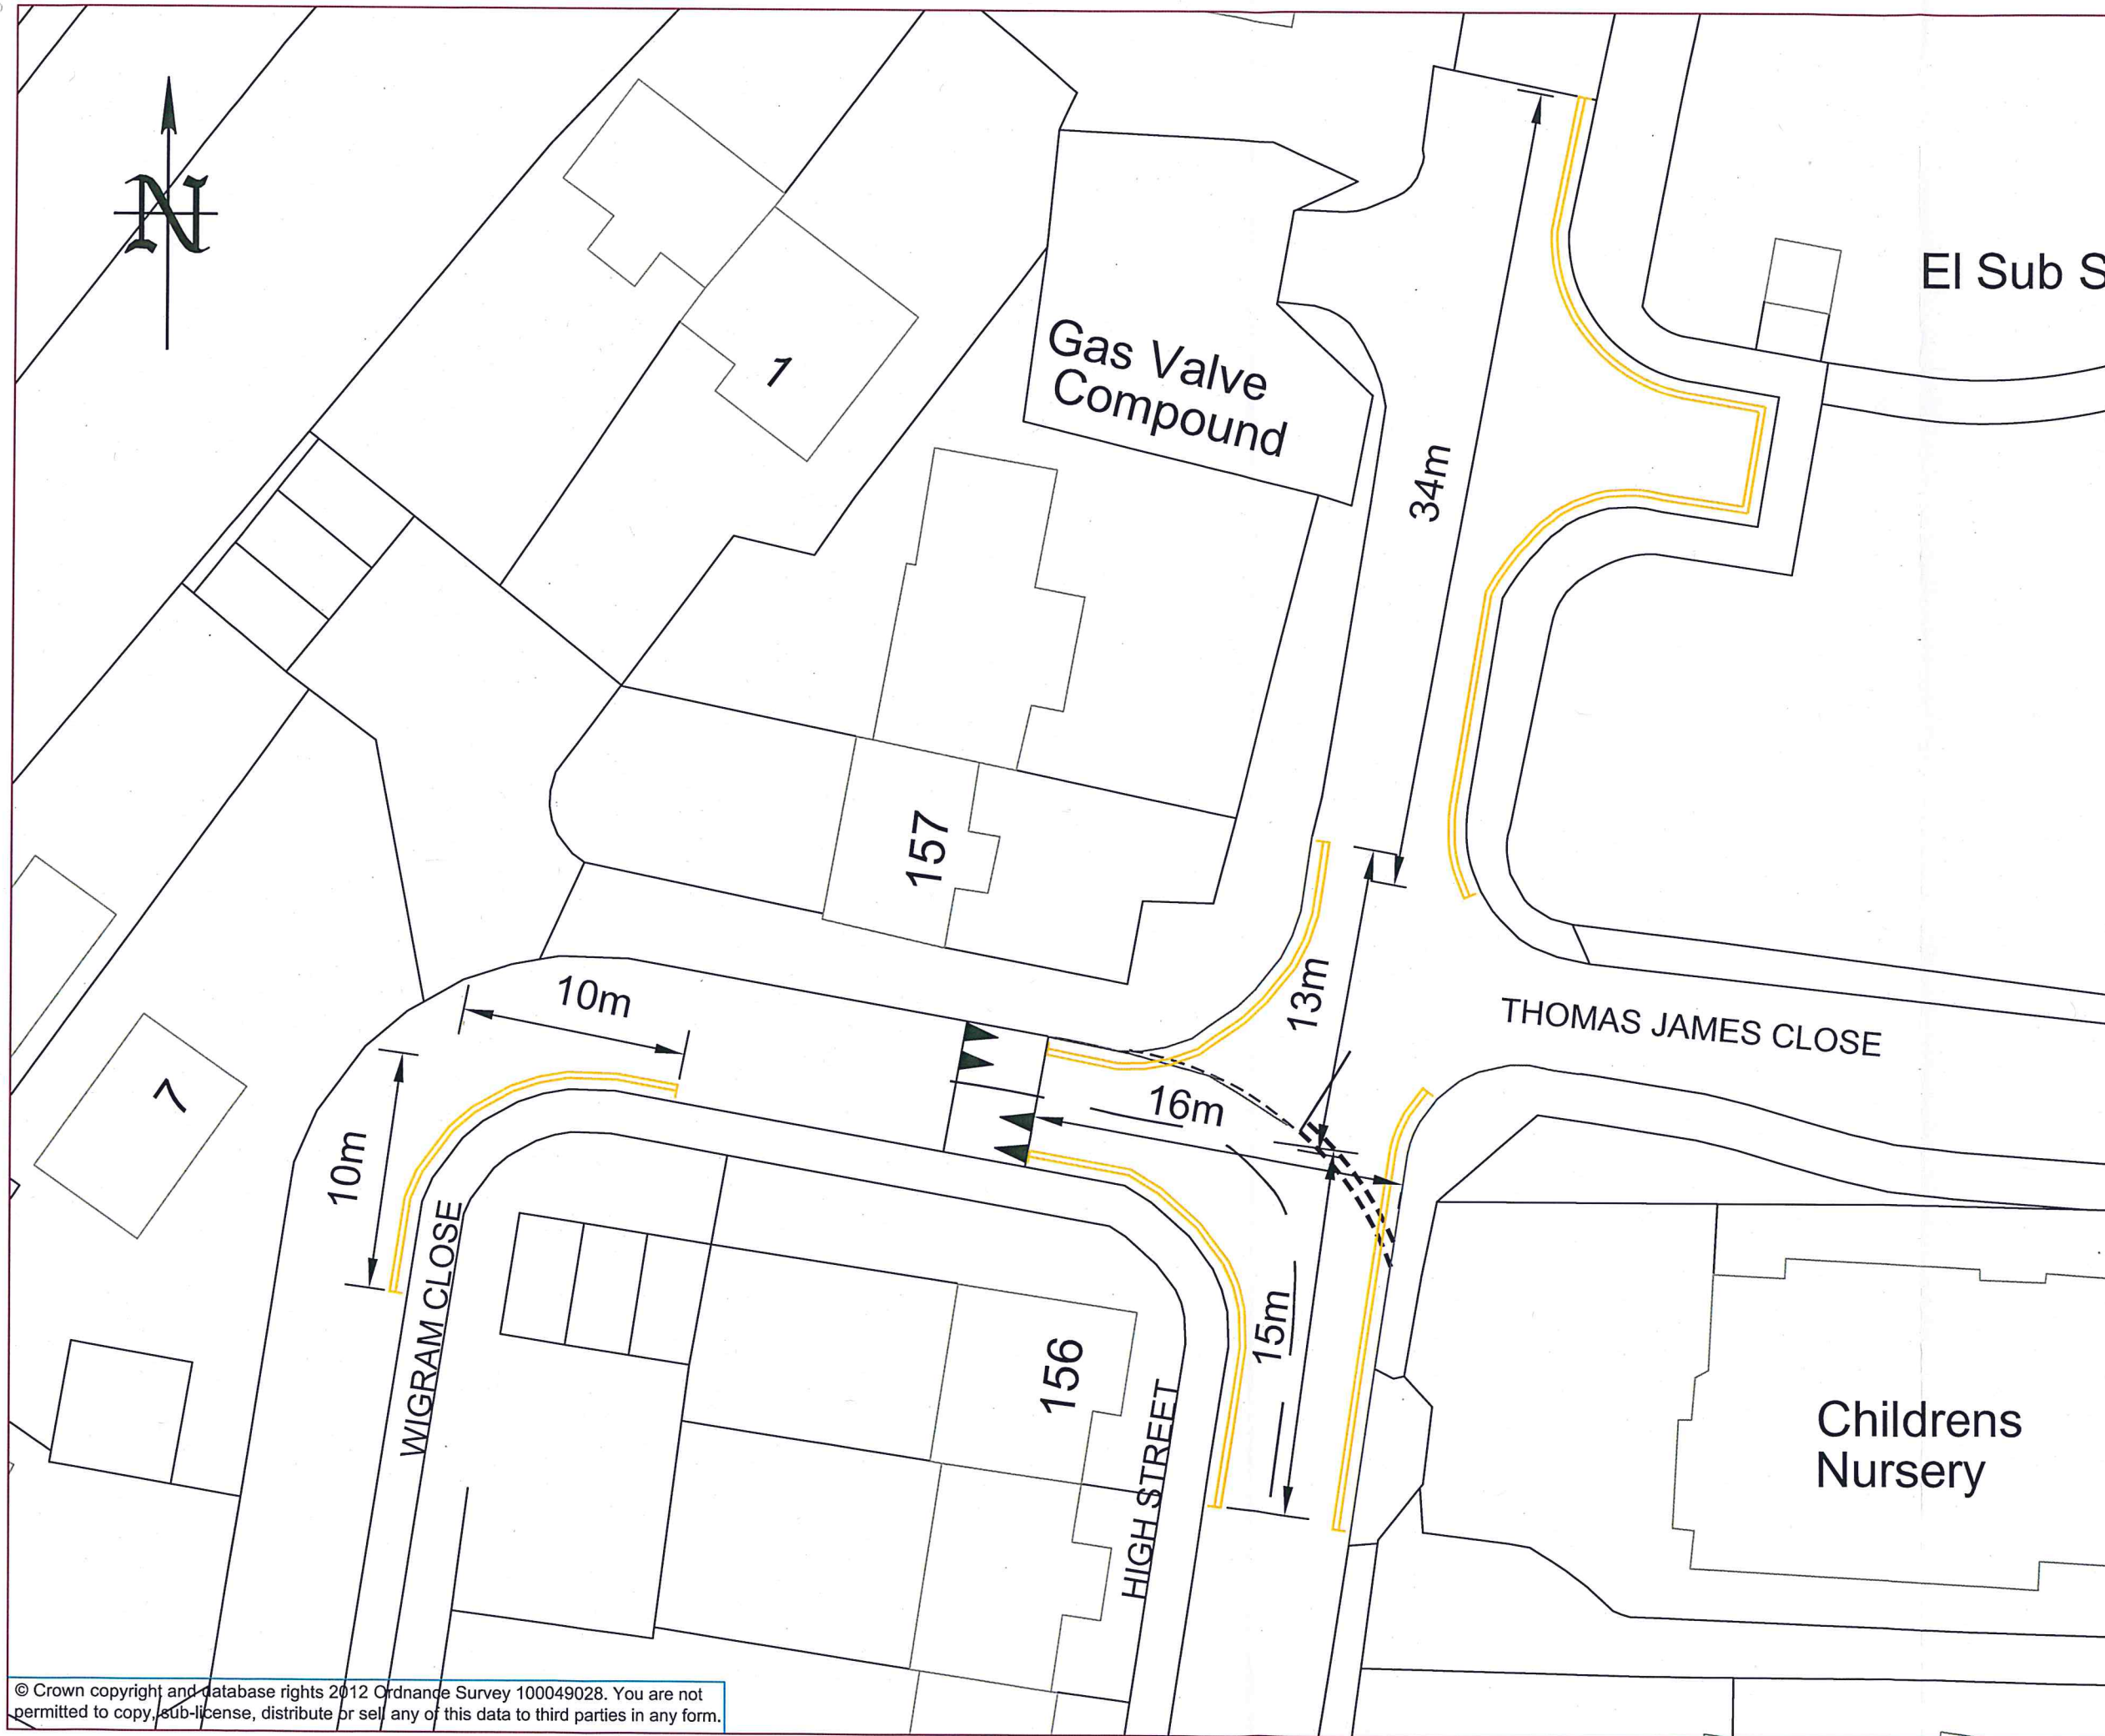 N
El Sub S
1
Gas Valve
Compound
34m
157
10m
13m
THOMAS JAMES CLOSE
7
10m
16m
WIGRAM CLOSE
15m
156
HIGH STREET
Childrens
Nursery
© Crown copyright and database rights 2012 Ordnance Survey 100049028. You are not
permitted to copy, sub-license, distribute or sell any of this data to third parties in any form.